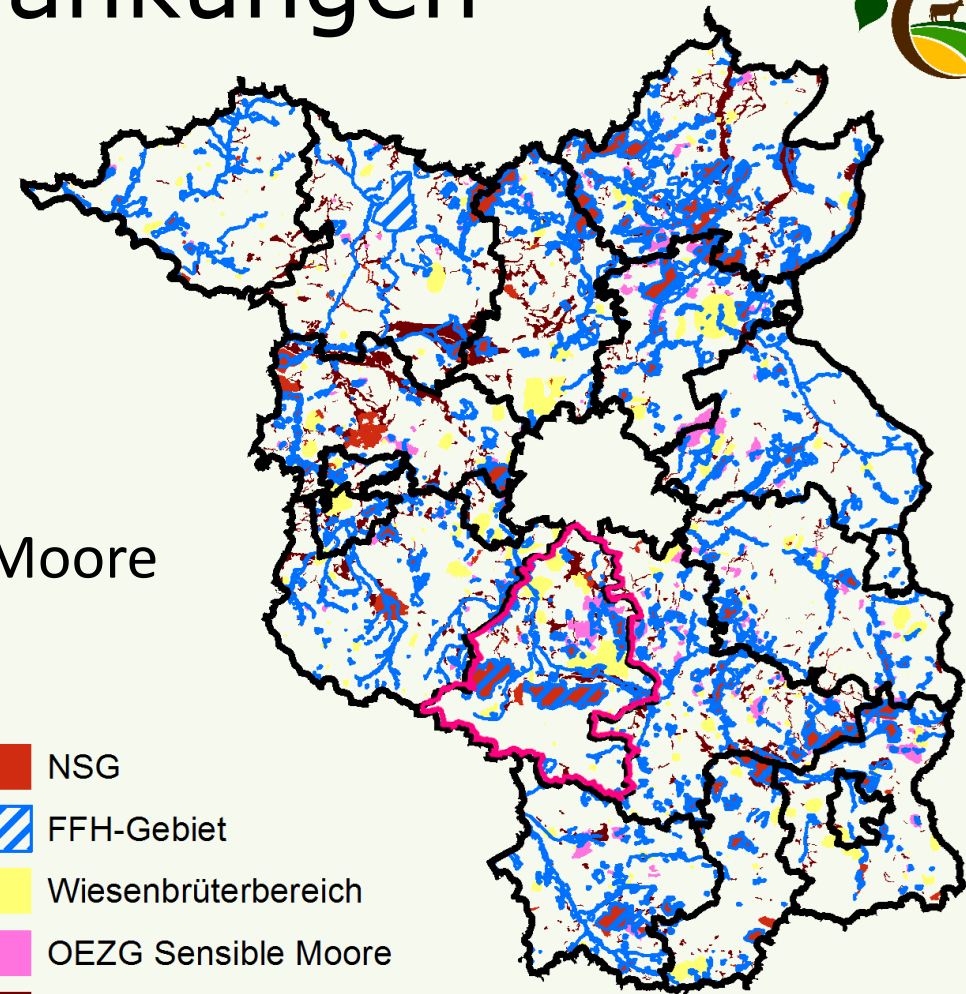 Moore
NSG
FFH-Gebiet
Wiesenbrüterbereich
OEZG Sensible Moore